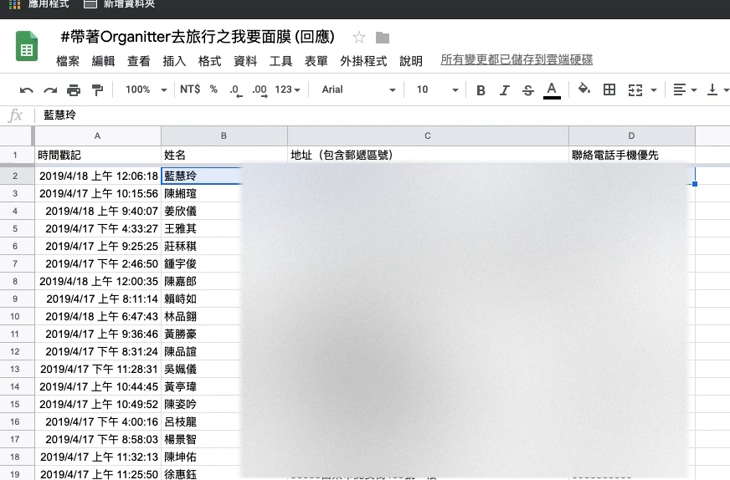 應用程式 新增資料夾
#帶著Organitter去旅行之我要面膜 (回應)
檔案 編輯 查看 插入 格式 資料 工具 表單 外掛程式 說明 所有變更都已儲存到雲端硬碟
100% NT$ % .0 .00 123 Arial 10 B I S A
fx 藍慧玲
A B C D
1 時間戳記 姓名 地址（包含郵遞區號） 聯絡電話手機優先
2 2019/4/18 上午 12:06:18 藍慧玲
3 2019/4/17 上午 10:15:56 陳緗瑄
4 2019/4/18 上午 9:40:07 姜欣儀
5 2019/4/17 下午 4:33:27 王雅其
6 2019/4/17 上午 9:25:25 莊秝稘
7 2019/4/17 下午 2:46:50 鍾宇俊
8 2019/4/18 上午 12:00:35 陳嘉郎
9 2019/4/17 上午 8:11:14 賴峙如
10 2019/4/18 上午 6:47:43 林品翎
11 2019/4/17 上午 9:36:46 黃勝豪
12 2019/4/17 下午 8:31:24 陳品諠
13 2019/4/17 下午 11:28:31 吳姵儀
14 2019/4/17 上午 10:44:45 黃亭瑋
15 2019/4/17 上午 10:49:52 陳姿吟
16 2019/4/17 下午 4:00:16 呂枝龍
17 2019/4/17 下午 8:58:03 楊景智
18 2019/4/17 上午 11:32:13 陳坤佑
19 2019/4/17 上午 11:25:50 徐惠鈺